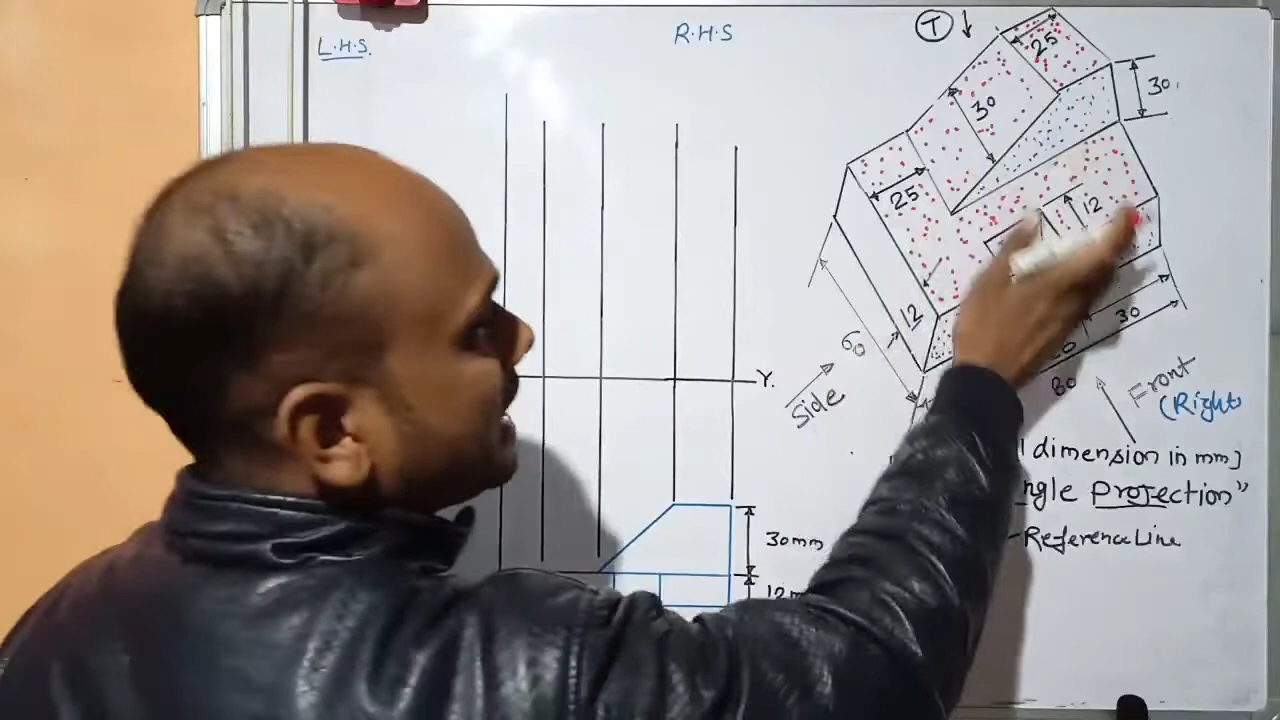 L.H.S.
R.H.S
T
25
30
30
25
12
12
60
30
80
Side
Front
(Right
dimension in mm]
Projection"
Reference Line
Y.
30mm